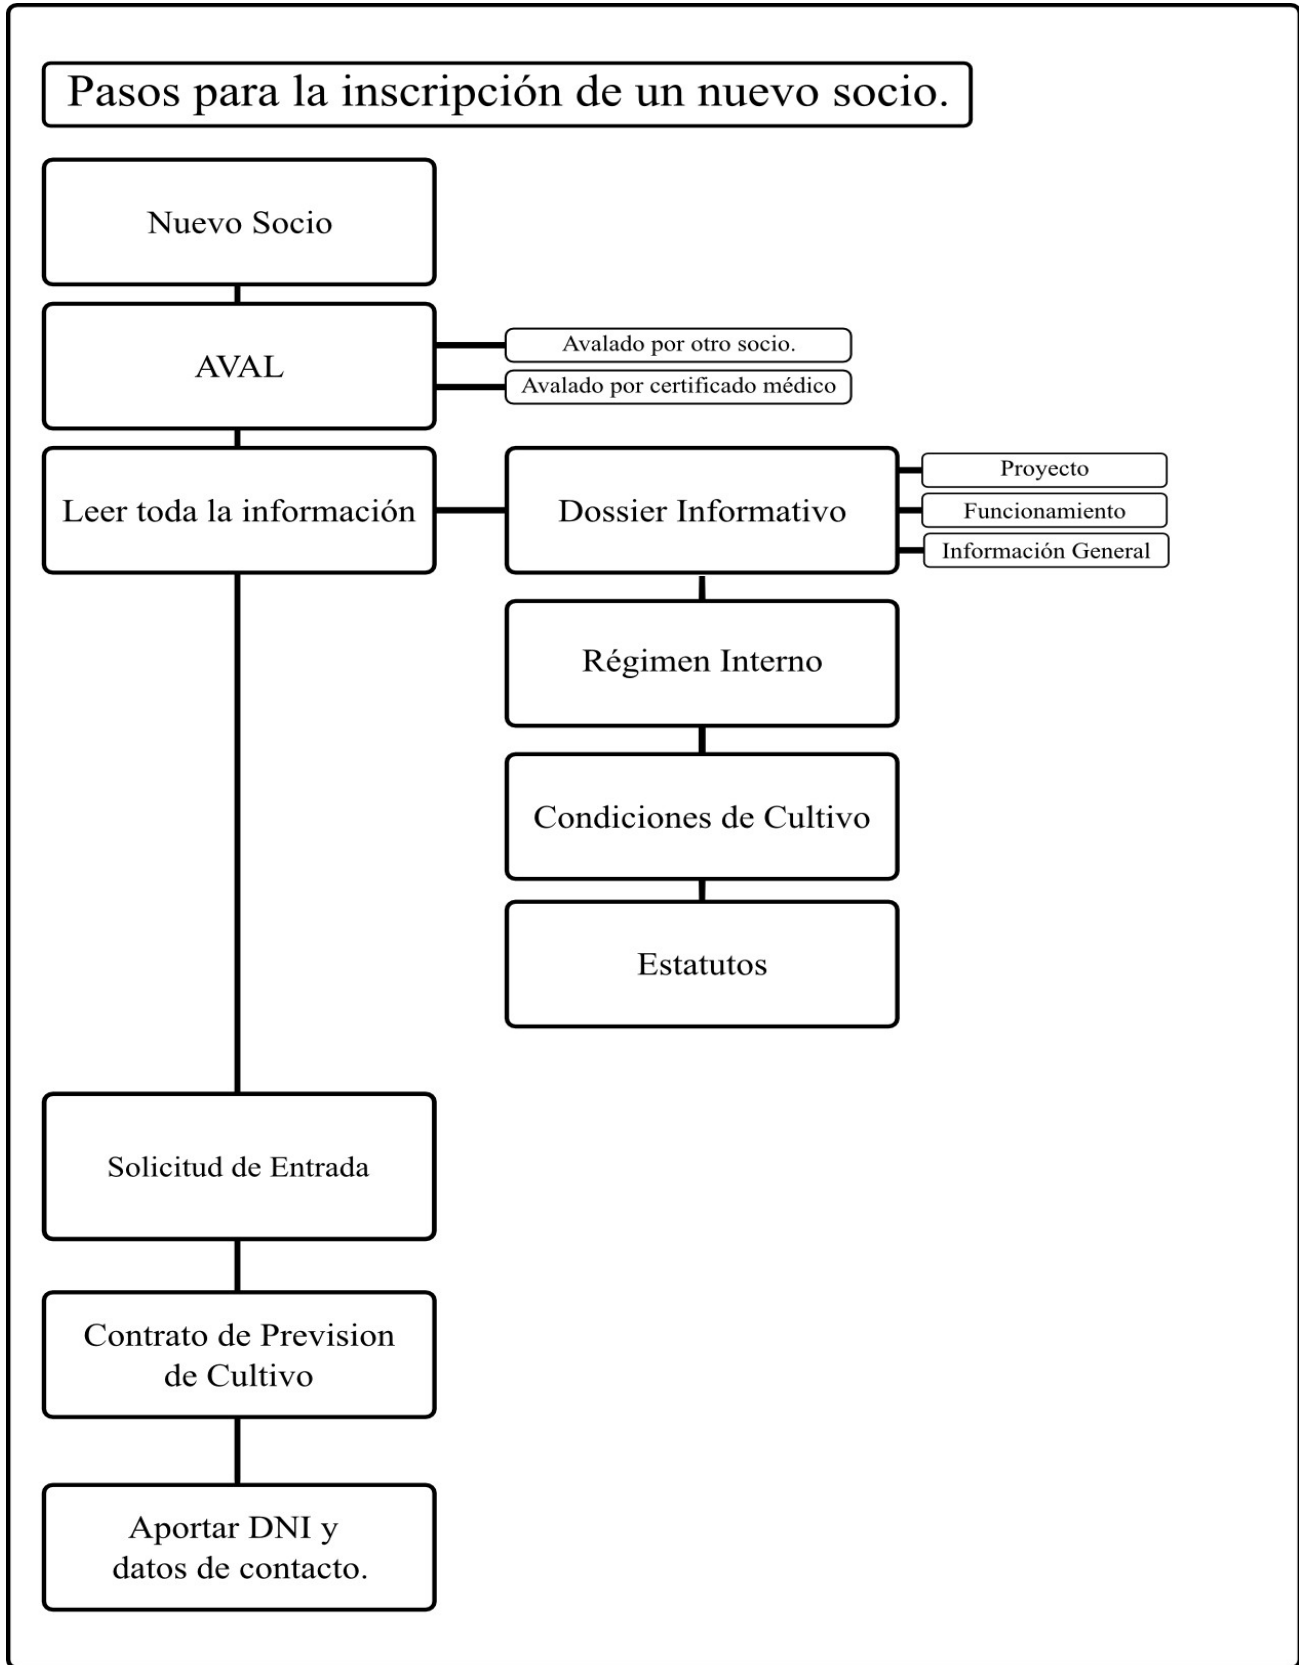 Pasos para la inscripción de un nuevo socio.
Nuevo Socio
AVAL
Avalado por otro socio.
Avalado por certificado médico
Leer toda la información
Dossier Informativo
Proyecto
Funcionamiento
Información General
Régimen Interno
Condiciones de Cultivo
Estatutos
Solicitud de Entrada
Contrato de Prevision
de Cultivo
Aportar DNI y
datos de contacto.